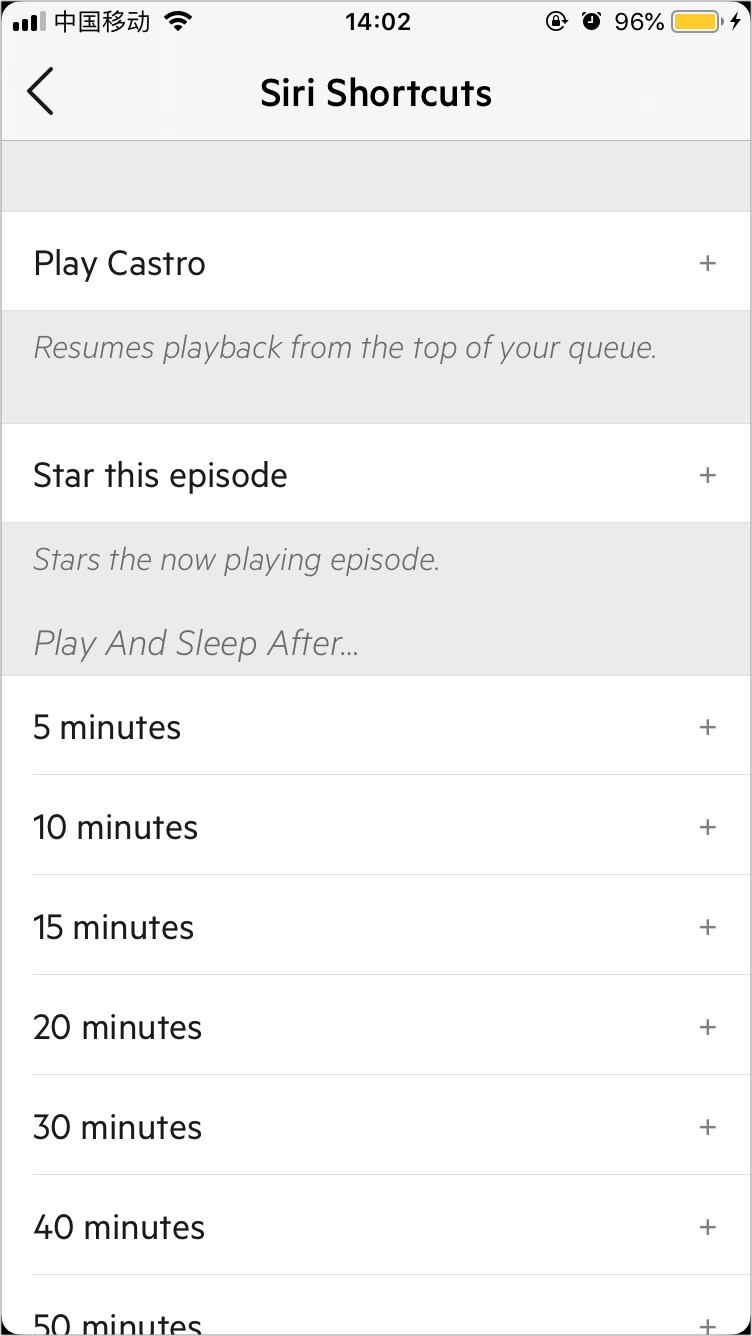 中国移动 14:02 96%
Siri Shortcuts
Play Castro +
Resumes playback from the top of your queue.
Star this episode +
Stars the now playing episode.
Play And Sleep After...
5 minutes +
10 minutes +
15 minutes +
20 minutes +
30 minutes +
40 minutes +
50 minutes +